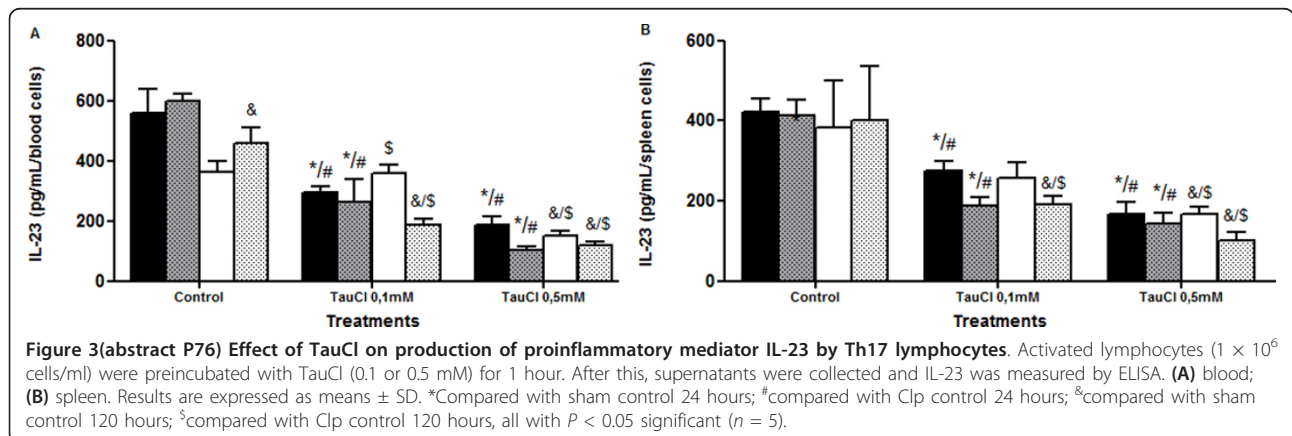 A
800
600
400
200
0
IL-23 (pg/mL/blood cells)
&
*/#
*/#
$
&/$
*/#
*/#
&/$
&/$
Control
TauCl 0,1mM
TauCl 0,5mM
Treatments
B
600
400
200
0
IL-23 (pg/mL/spleen cells)
*
*/#
*/#
&/$
*/#
*/#
&/$
&/$
Control
TauCl 0,1mM
TauCl 0,5mM
Treatments
Figure 3(abstract P76) Effect of TauCl on production of proinflammatory mediator IL-23 by Th17 lymphocytes. Activated lymphocytes (1 × 10⁶
cells/ml) were preincubated with TauCl (0.1 or 0.5 mM) for 1 hour. After this, supernatants were collected and IL-23 was measured by ELISA. (A) blood;
(B) spleen. Results are expressed as means ± SD. *Compared with sham control 24 hours; #compared with Clp control 24 hours; &compared with sham
control 120 hours; $compared with Clp control 120 hours, all with P < 0.05 significant (n = 5).